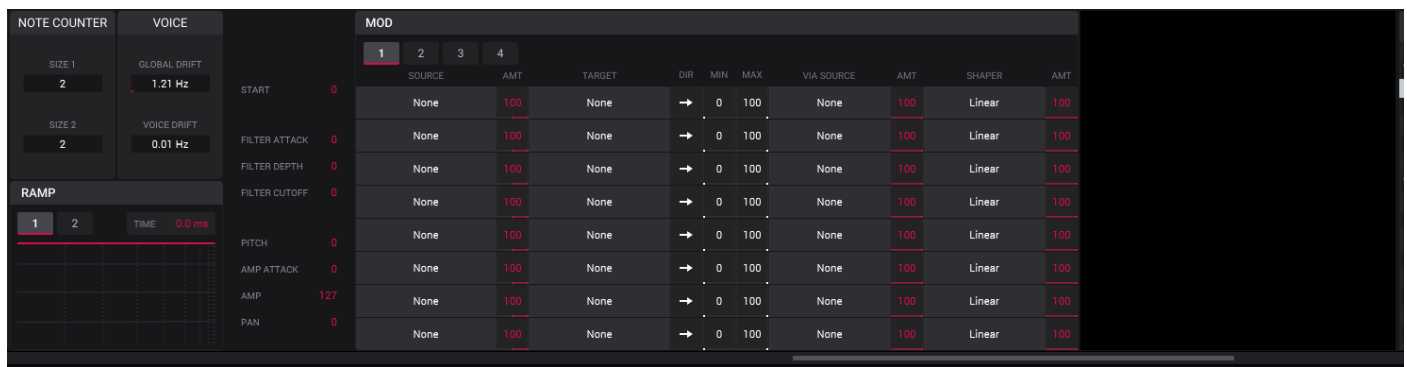 NOTE COUNTER
SIZE 1
2
SIZE 2
2
VOICE
GLOBAL DRIFT
1.21 Hz
VOICE DRIFT
0.01 Hz
RAMP
1 2 TIME 0.0 ms
START 0
FILTER ATTACK 0
FILTER DEPTH 0
FILTER CUTOFF 0
PITCH 0
AMP ATTACK 0
AMP 127
PAN 0
MOD
1 2 3 4
SOURCE AMT TARGET DIR MIN MAX VIA SOURCE AMT SHAPER AMT
None 100 None → 0 100 None 100 Linear 100
None 100 None → 0 100 None 100 Linear 100
None 100 None → 0 100 None 100 Linear 100
None 100 None → 0 100 None 100 Linear 100
None 100 None → 0 100 None 100 Linear 100
None 100 None → 0 100 None 100 Linear 100
None 100 None → 0 100 None 100 Linear 100
None 100 None → 0 100 None 100 Linear 100